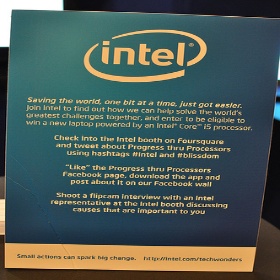 intel®
Saving the world, one bit at a time, just got easier.
Join Intel to find out how we can help solve the world's
greatest challenges together, and enter to be eligible to
win a new laptop powered by an Intel® Core™ i5 processor.
Check into the Intel booth on Foursquare
and tweet about Progress thru Processors
using hashtags #intel and #blissdom
"Like" the Progress thru Processors
Facebook page, download the app and
post about it on our Facebook wall
Shoot a flipcam interview with an Intel
representative at the Intel booth discussing
causes that are important to you
Small actions can spark big change. http://intel.com/techwonders